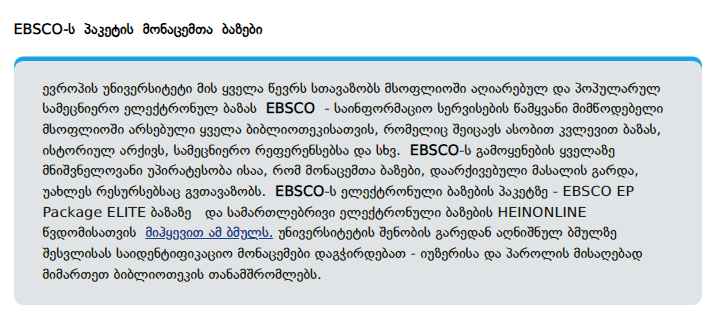 EBSCO-ს პაკეტის მონაცემთა ბაზები
ევროპის უნივერსიტეტი მის ყველა წევრს სთავაზობს მსოფლიოში აღიარებულ და პოპულარულ
სამეცნიერო ელექტრონულ ბაზას EBSCO - საინფორმაციო სერვისების წამყვანი მიმწოდებელი
მსოფლიოში არსებული ყველა ბიბლიოთეკისათვის, რომელიც შეიცავს ასობით კვლევით ბაზას,
ისტორიულ არქივს, სამეცნიერო რეფერენსებსა და სხვ. EBSCO-ს გამოყენების ყველაზე
მნიშვნელოვანი უპირატესობა ისაა, რომ მონაცემთა ბაზები, დაარქივებული მასალის გარდა,
უახლეს რესურსებსაც გვთავაზობს. EBSCO-ს ელექტრონული ბაზების პაკეტზე - EBSCO EP
Package ELITE ბაზაზე და სამართლებრივი ელექტრონული ბაზების HEINONLINE
წვდომისათვის მიჰყევით ამ ბმულს. უნივერსიტეტის შენობის გარედან აღნიშნულ ბმულზე
შესვლისას საიდენტიფიკაციო მონაცემები დაგჭირდებათ - იუზერისა და პაროლის მისაღებად
მიმართეთ ბიბლიოთეკის თანამშრომლებს.